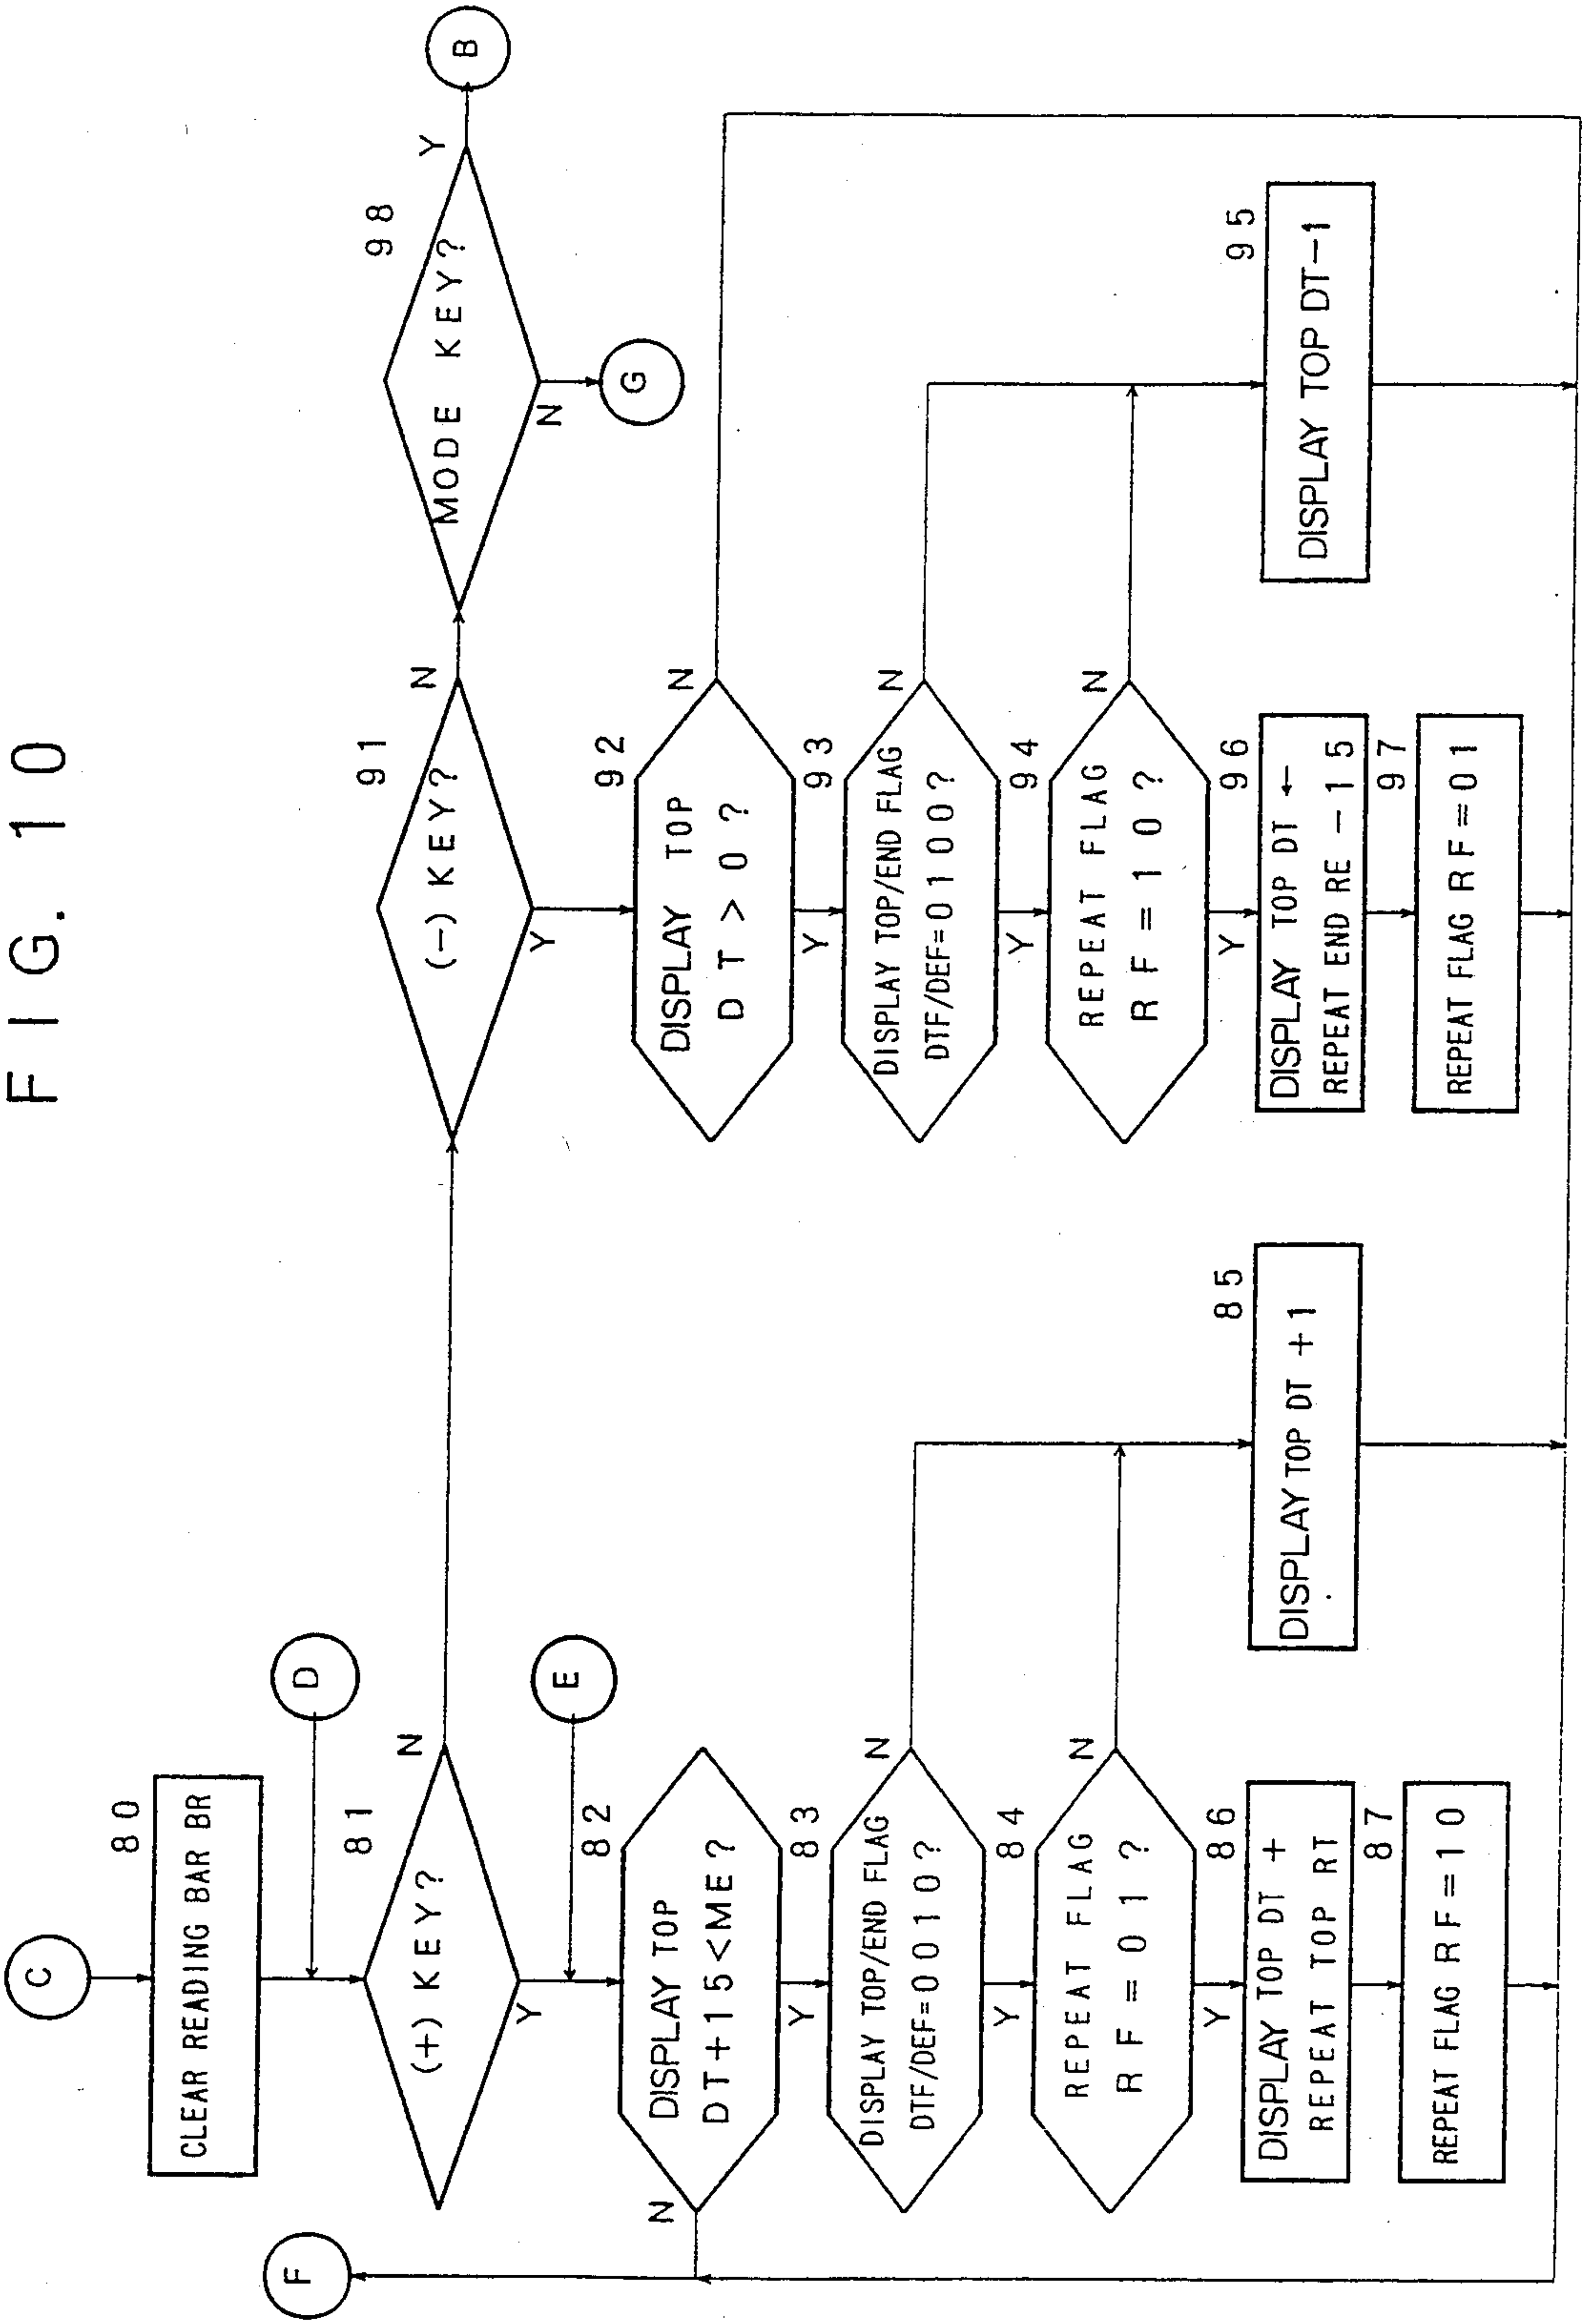 FIG. 10
C
80
CLEAR READING BAR BR
D
81
(+) KEY?
N
Y
E
F
82
DISPLAY TOP
DT+15<ME?
N
Y
83
DISPLAY TOP/END FLAG
DTF/DEF=0010?
N
Y
84
REPEAT FLAG
RF=01?
N
Y
85
DISPLAY TOP DT +1
86
DISPLAY TOP DT +
REPEAT TOP RT
87
REPEAT FLAG RF=10
91
(-) KEY?
N
Y
98
MODE KEY?
Y
B
N
G
92
DISPLAY TOP
DT>0?
N
Y
93
DISPLAY TOP/END FLAG
DTF/DEF=0100?
N
Y
94
REPEAT FLAG
RF=10?
N
Y
95
DISPLAY TOP DT-1
96
DISPLAY TOP DT ←
REPEAT END RE -15
97
REPEAT FLAG RF=01